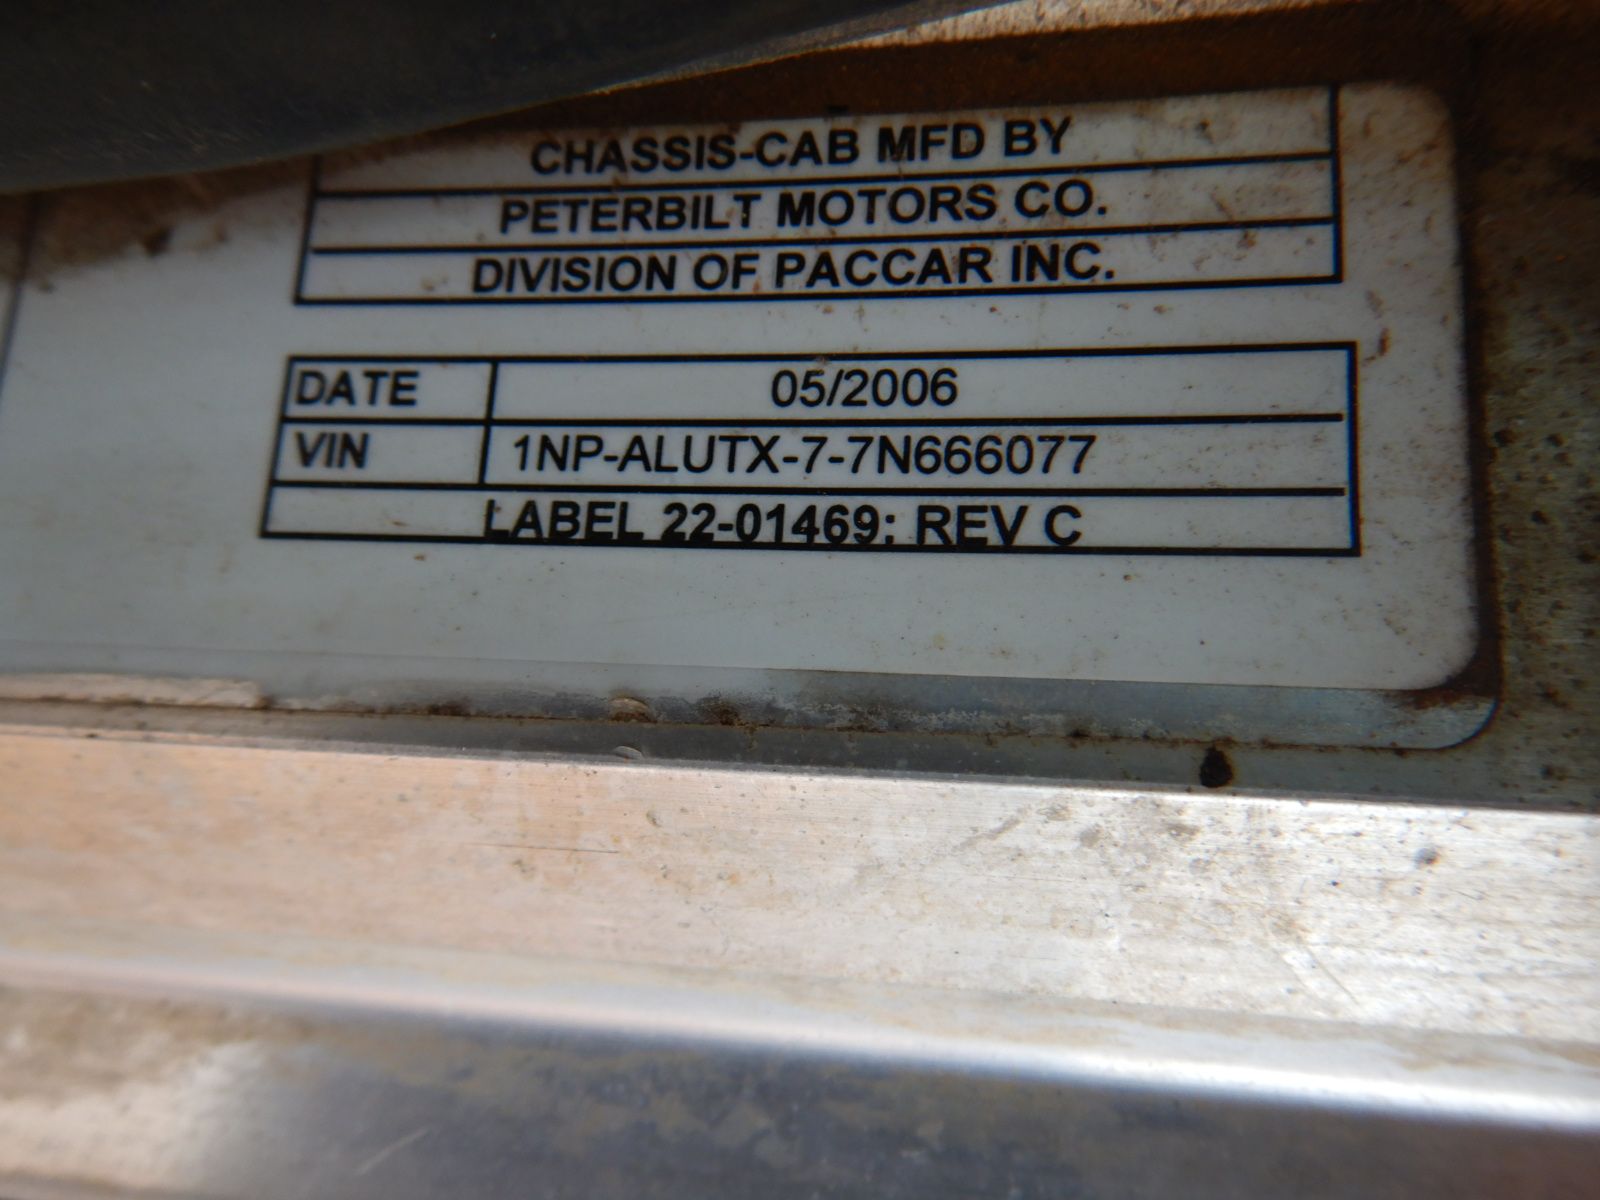 CHASSIS-CAB MFD BY
PETERBILT MOTORS CO.
DIVISION OF PACCAR INC.
DATE 05/2006
VIN 1NP-ALUTX-7-7N666077
LABEL 22-01469: REV C